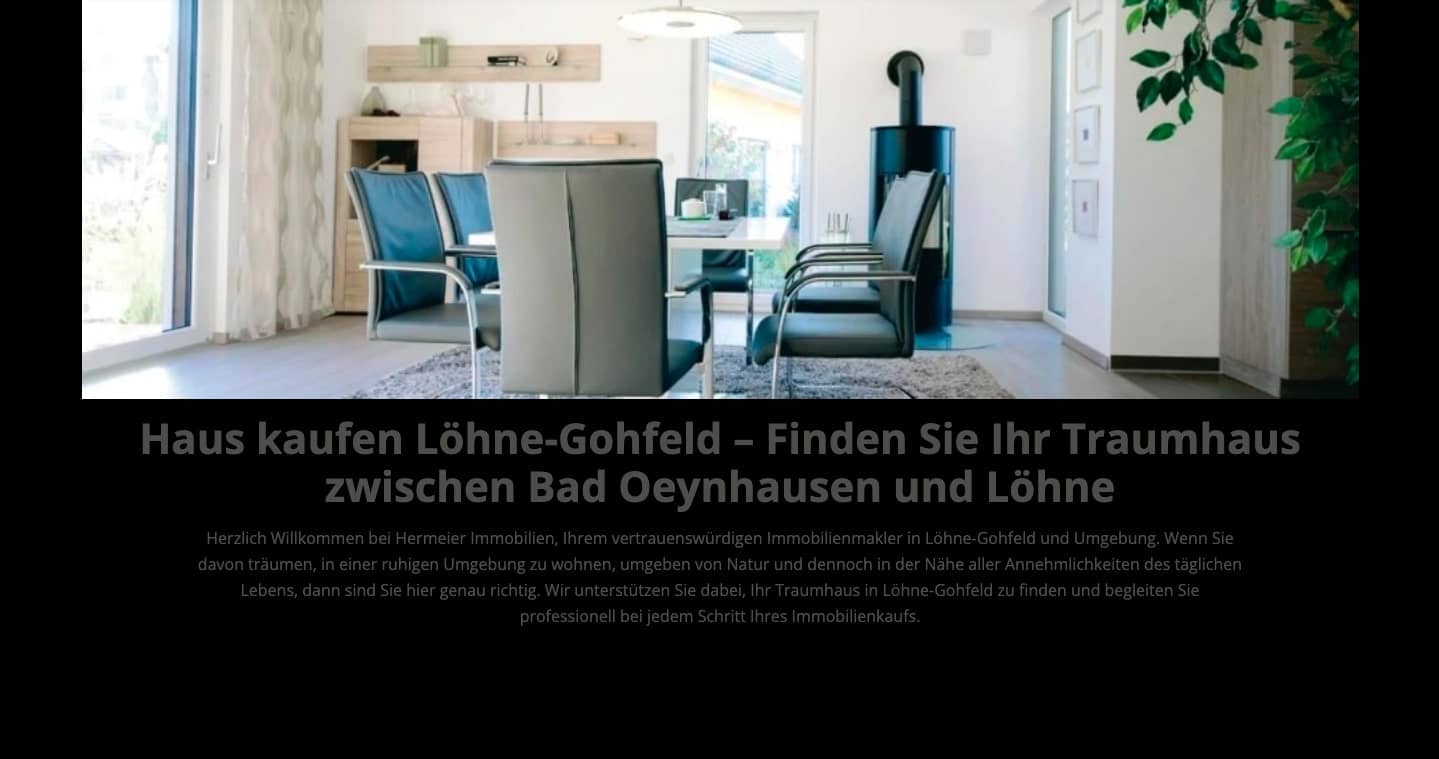 Haus kaufen Löhne-Gohfeld – Finden Sie Ihr Traumhaus
zwischen Bad Oeynhausen und Löhne
Herzlich Willkommen bei Hermeier Immobilien, Ihrem vertrauenswürdigen Immobilienmakler in Löhne-Gohfeld und Umgebung. Wenn Sie
davon träumen, in einer ruhigen Umgebung zu wohnen, umgeben von Natur und dennoch in der Nähe aller Annehmlichkeiten des täglichen
Lebens, dann sind Sie hier genau richtig. Wir unterstützen Sie dabei, Ihr Traumhaus in Löhne-Gohfeld zu finden und begleiten Sie
professionell bei jedem Schritt Ihres Immobilienkaufs.